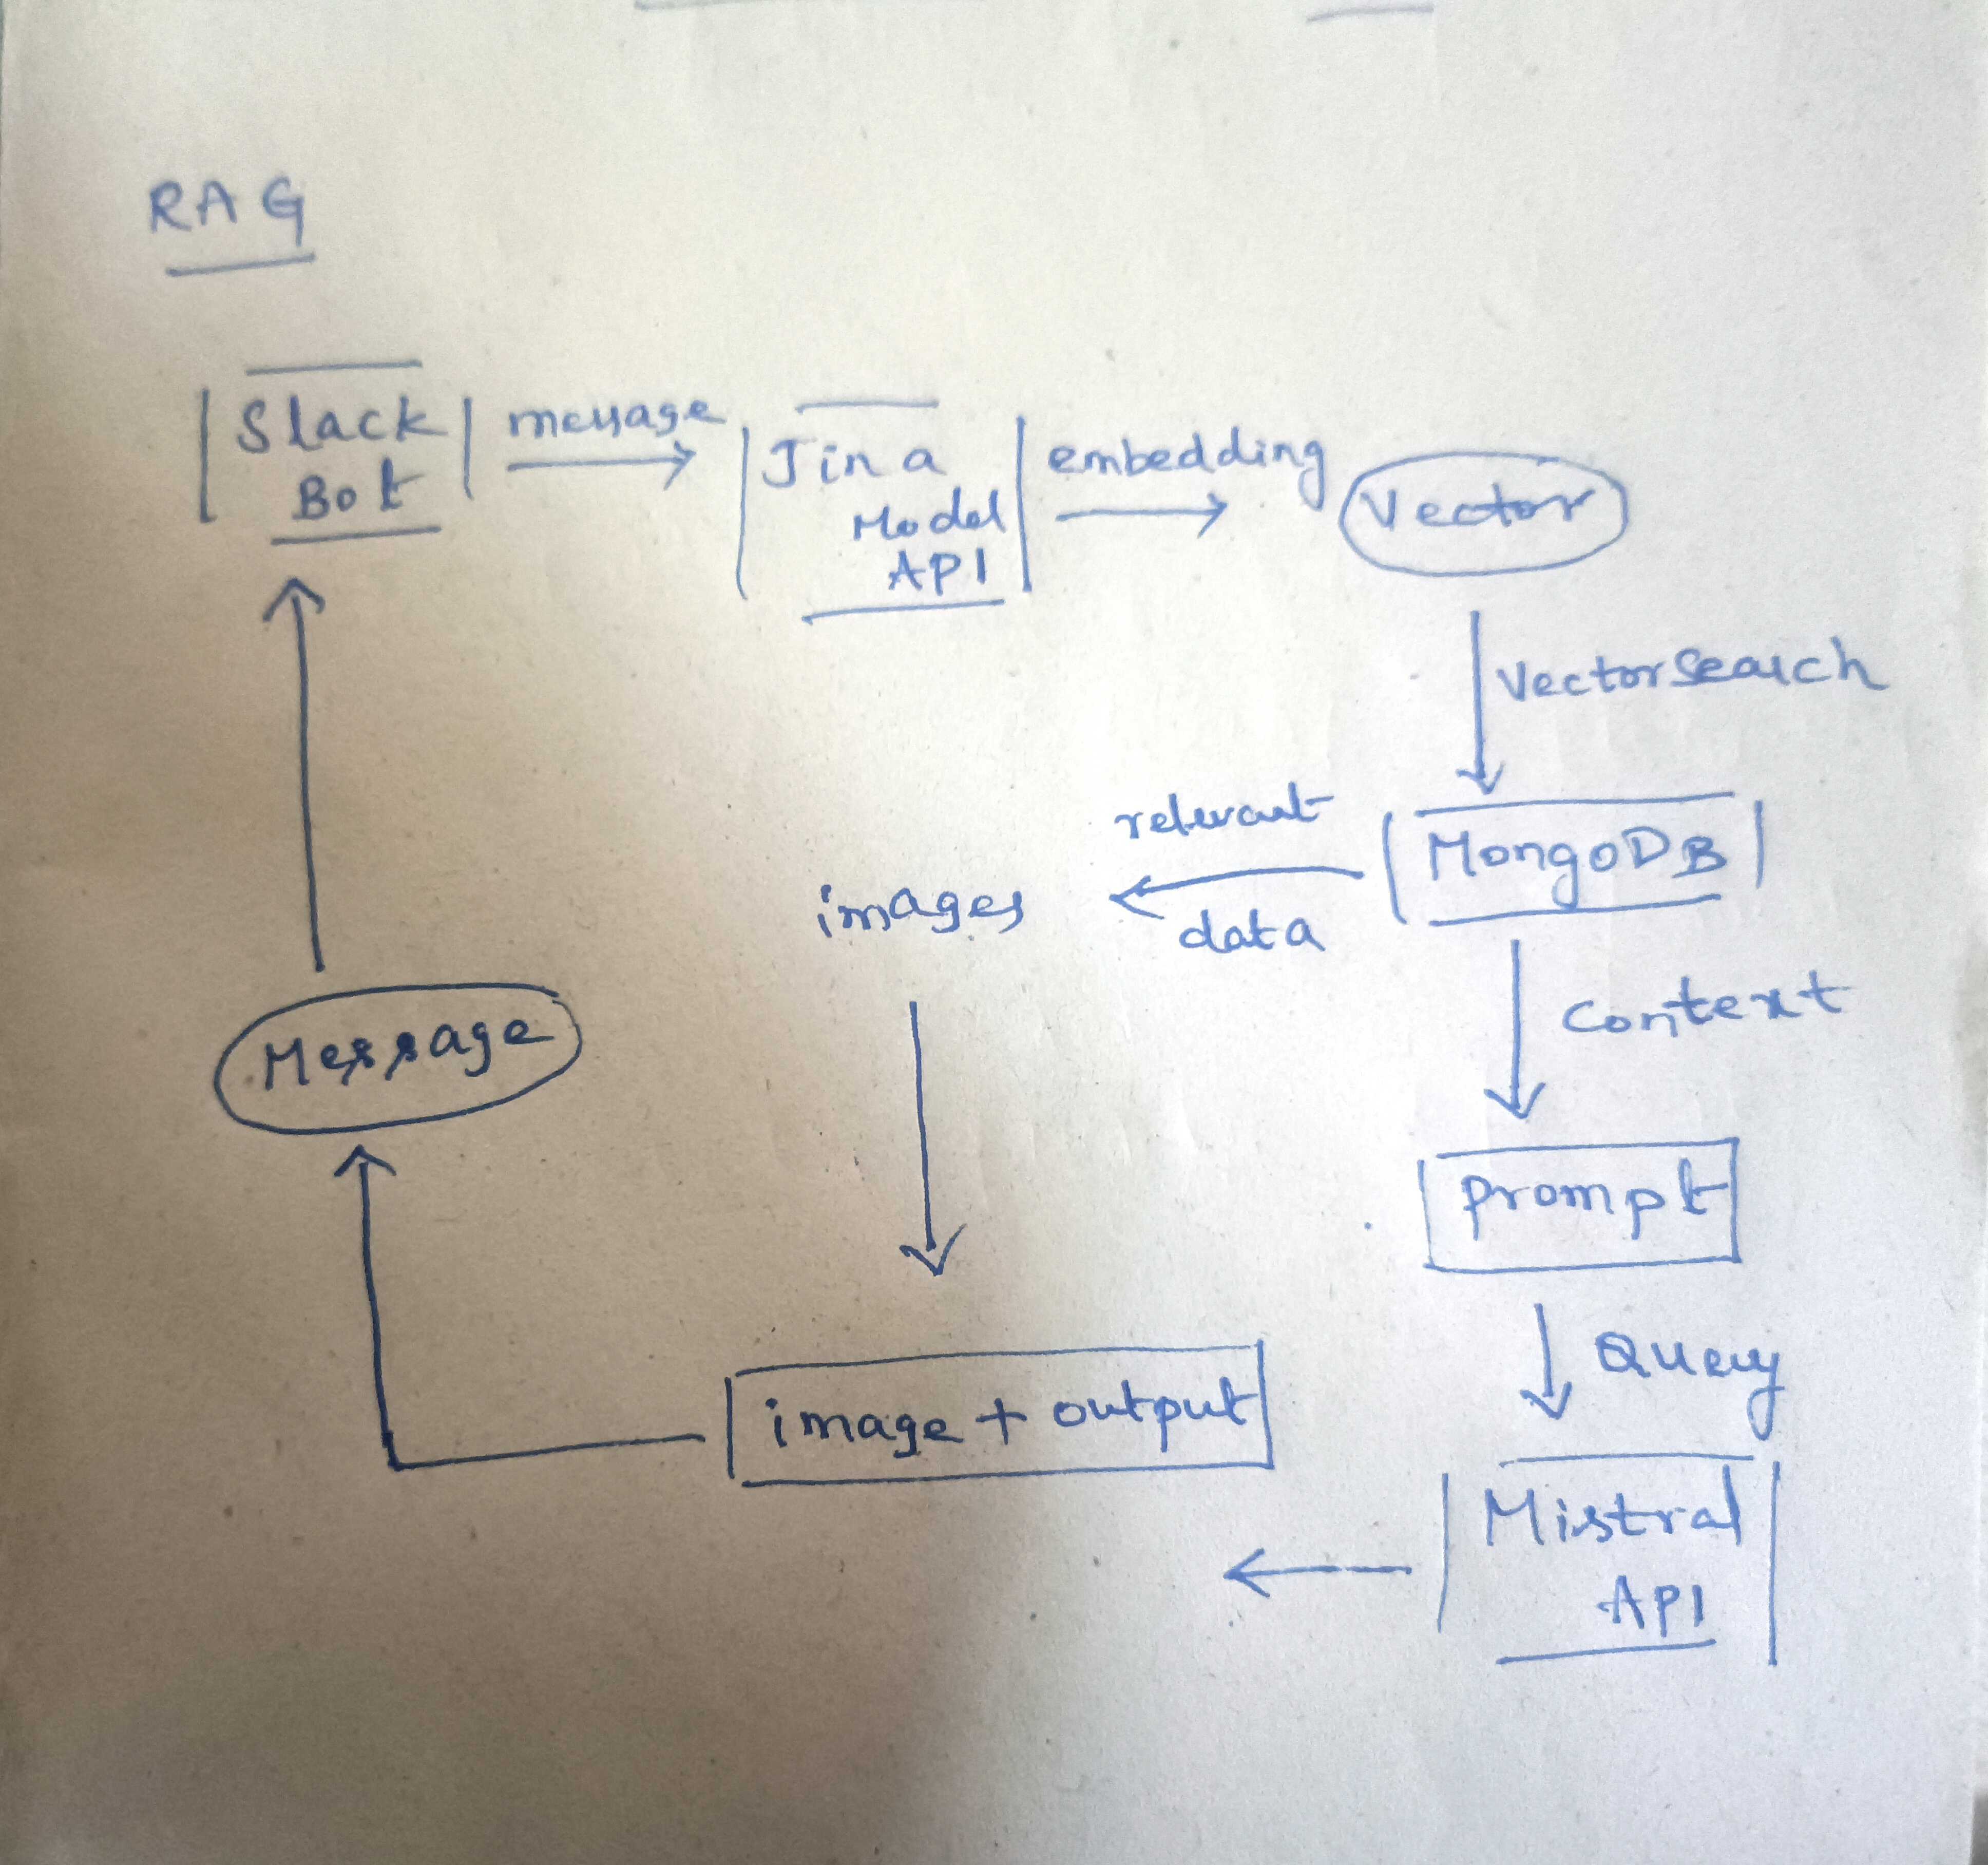 RAG
Slack
Bot
message
Jina
Model
API
embedding
Vector
Vectorsearch
MongoDB
relevant
data
images
Context
Message
prompt
Query
image + output
Mistral
API